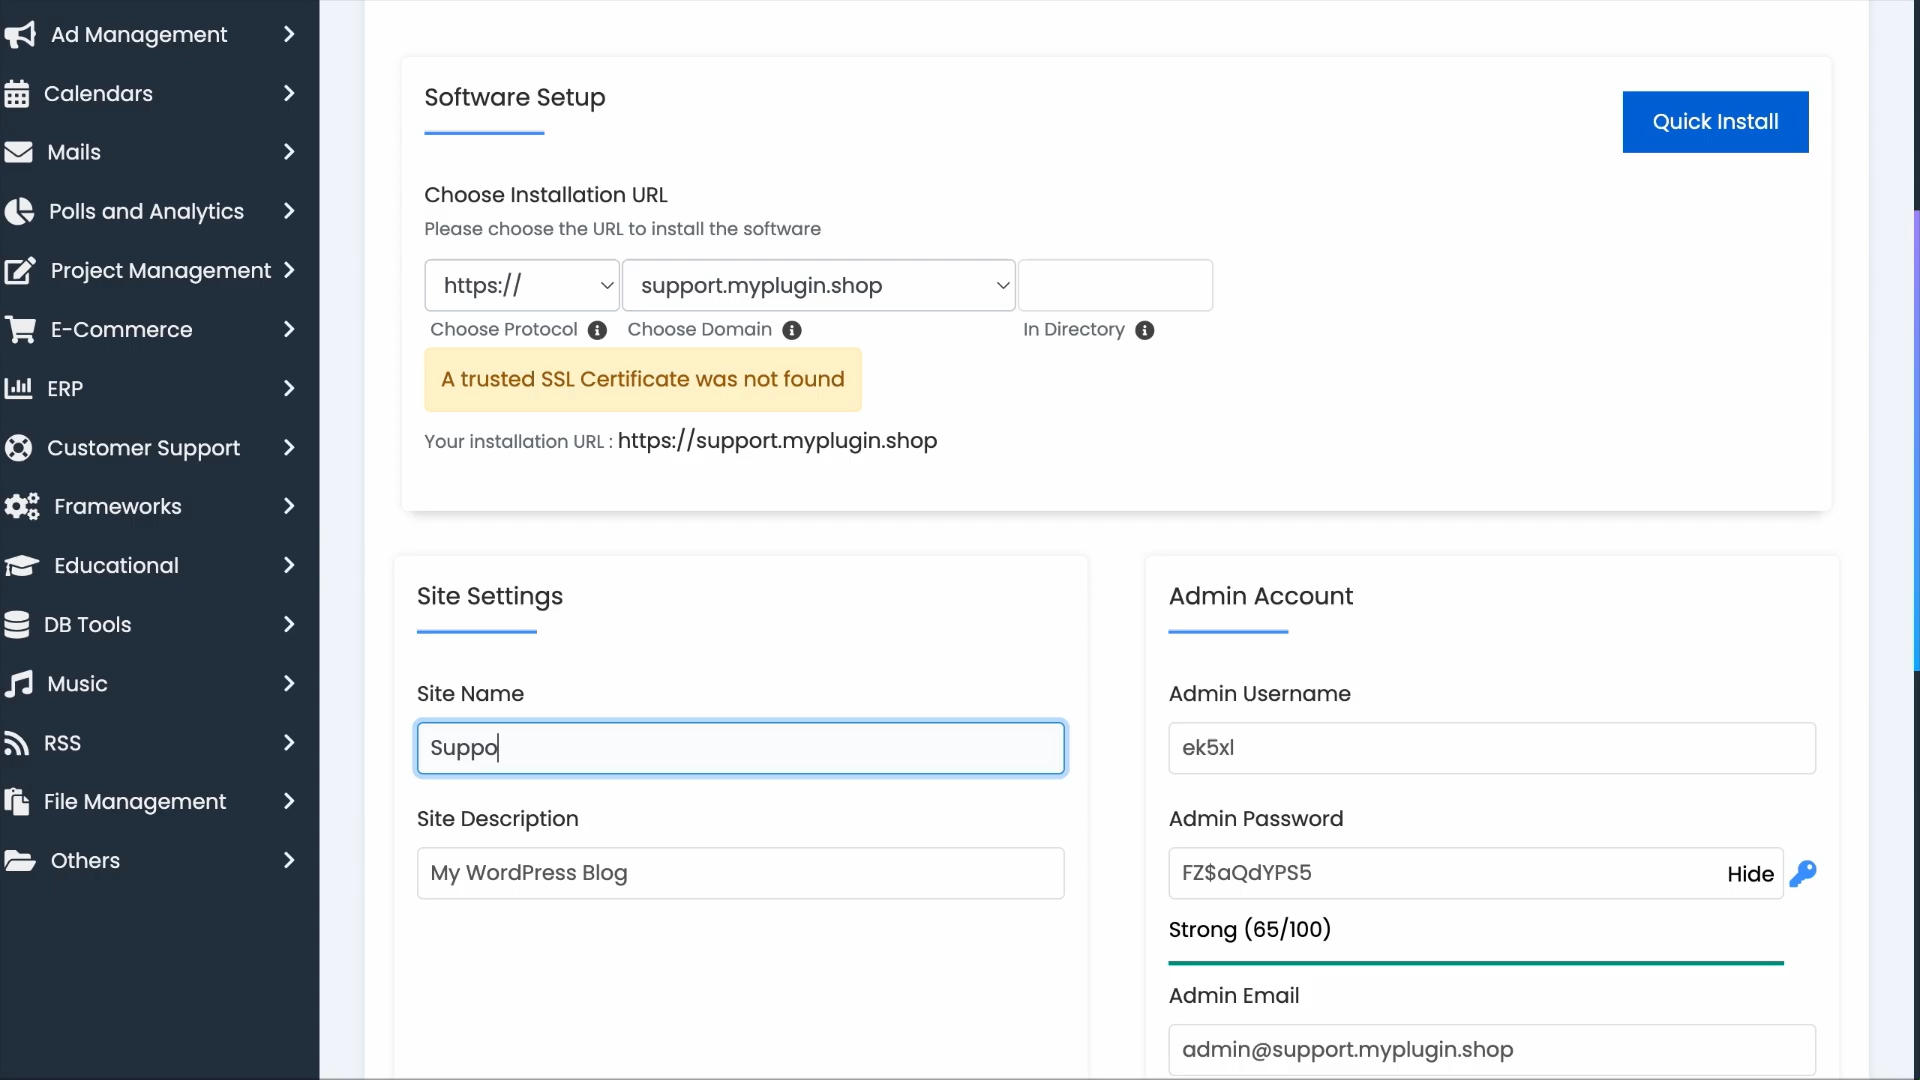 Ad Management
Calendars
Mails
Polls and Analytics
Project Management
E-Commerce
ERP
Customer Support
Frameworks
Educational
DB Tools
Music
RSS
File Management
Others
Software Setup
Quick Install
Choose Installation URL
Please choose the URL to install the software
https:// support.myplugin.shop
Choose Protocol Choose Domain In Directory
A trusted SSL Certificate was not found
Your installation URL : https://support.myplugin.shop
Site Settings
Site Name
Suppo
Site Description
My WordPress Blog
Admin Account
Admin Username
ek5xl
Admin Password
FZ$aQdYPS5 Hide
Strong (65/100)
Admin Email
admin@support.myplugin.shop